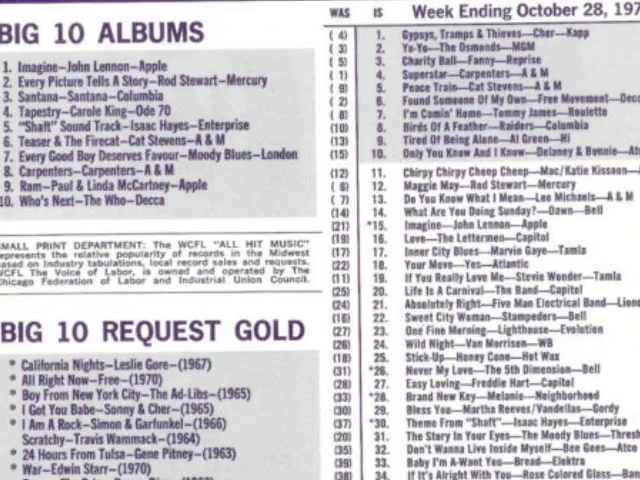 BIG 10 ALBUMS
1. Imagine—John Lennon—Apple
2. Every Picture Tells A Story—Rod Stewart—Mercury
3. Santana—Santana—Columbia
4. Tapestry—Carole King—Ode 70
5. "Shaft" Sound Track—Isaac Hayes—Enterprise
6. Teaser & The Firecat—Cat Stevens—A & M
7. Every Good Boy Deserves Favour—Moody Blues—London
8. Carpenters—Carpenters—A & M
9. Ram—Paul & Linda McCartney—Apple
10. Who's Next—The Who—Decca
SMALL PRINT DEPARTMENT: The WCFL "ALL HIT MUSIC"
represents the relative popularity of records in the Midwest
based on industry tabulations, local record sales and requests.
WCFL The Voice of Labor, is owned and operated by The
Chicago Federation of Labor and Industrial Union Council.
BIG 10 REQUEST GOLD
* California Nights—Leslie Gore—(1967)
* All Right Now—Free—(1970)
* Boy From New York City—The Ad-Libs—(1965)
* I Got You Babe—Sonny & Cher—(1965)
* I Am A Rock—Simon & Garfunkel—(1966)
Scratchy—Travis Wammack—(1964)
* 24 Hours From Tulsa—Gene Pitney—(1963)
* War—Edwin Starr—(1970)
WAS IS Week Ending October 28, 197
( 4) 1. Gypsys, Tramps & Thieves—Cher—Kapp
( 3) 2. Yo-Yo—The Osmonds—MGM
( 5) 3. Charity Ball—Fanny—Reprise
( 1) 4. Superstar—Carpenters—A & M
( 9) 5. Peace Train—Cat Stevens—A & M
( 2) 6. Found Someone Of My Own—Free Movement—Decc
( 8) 7. I'm Comin' Home—Tommy James—Roulette
(10) 8. Birds Of A Feather—Raiders—Columbia
(13) 9. Tired Of Being Alone—Al Green—Hi
(15) 10. Only You Know And I Know—Delaney & Bonnie—At
(12) 11. Chirpy Chirpy Cheep Cheep—Mac/Katie Kissoon—
( 6) 12. Maggie May—Rod Stewart—Mercury
( 7) 13. Do You Know What I Mean—Lee Michaels—A & M
(14) 14. What Are You Doing Sunday?—Dawn—Bell
(21) *15. Imagine—John Lennon—Apple
(19) 16. Love—The Lettermen—Capitol
(17) 17. Inner City Blues—Marvin Gaye—Tamla
(22) 18. Your Move—Yes—Atlantic
(11) 19. If You Really Love Me—Stevie Wonder—Tamla
(25) 20. Life Is A Carnival—The Band—Capitol
(24) 21. Absolutely Right—Five Man Electrical Band—Lion
(16) 22. Sweet City Woman—Stampeders—Bell
(27) 23. One Fine Morning—Lighthouse—Evolution
(26) 24. Wild Night—Van Morrison—WB
(18) 25. Stick-Up—Honey Cone—Hot Wax
(31) *26. Never My Love—The 5th Dimension—Bell
(28) 27. Easy Loving—Freddie Hart—Capitol
(33) *28. Brand New Key—Melanie—Neighborhood
(30) 29. Bless You—Martha Reeves/Vandellas—Gordy
(37) *30. Theme From "Shaft"—Isaac Hayes—Enterprise
(20) 31. The Story In Your Eyes—The Moody Blues—Thresh
(35) 32. Don't Wanna Live Inside Myself—Bee Gees—Atco
(39) 33. Baby I'm A-Want You—Bread—Elektra
(38) 34. If It's Alright With You—Rose Colored Glass—Ban